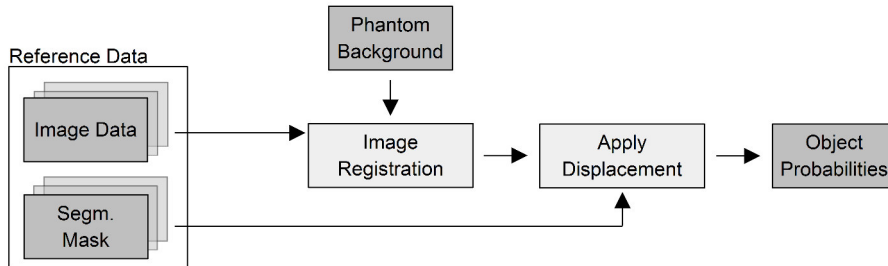 Phantom
Background
Reference Data
Image Data
Image
Registration
Apply
Displacement
Object
Probabilities
Segm.
Mask